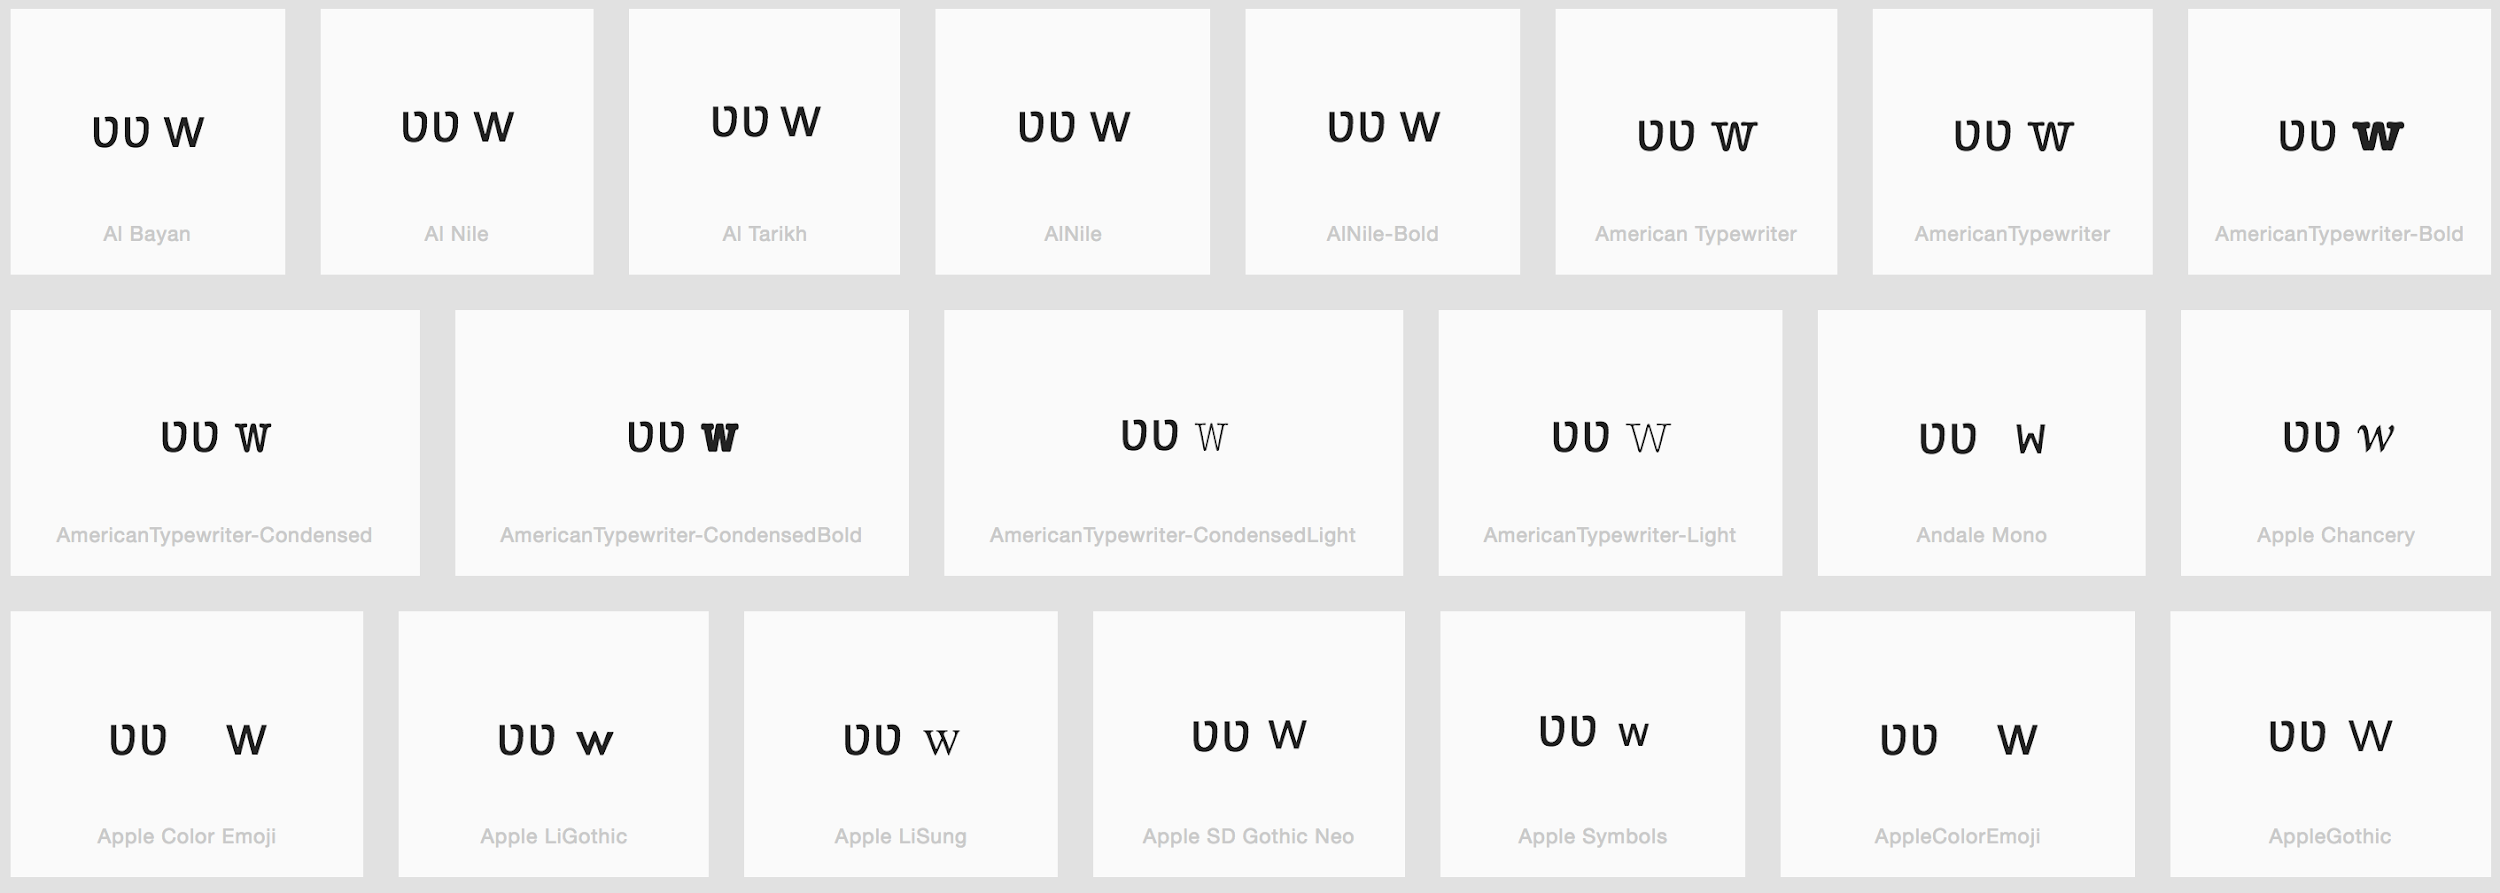 ʋʋ w ʋʋ w ʋʋ w ʋʋ w ʋʋ w ʋʋ w ʋʋ w ʋʋ w
Al Bayan Al Nile Al Tarikh AlNile AlNile-Bold American Typewriter AmericanTypewriter AmericanTypewriter-Bold
ʋʋ w ʋʋ w ʋʋ w ʋʋ w ʋʋ w ʋʋ w
AmericanTypewriter-Condensed AmericanTypewriter-CondensedBold AmericanTypewriter-CondensedLight AmericanTypewriter-Light Andale Mono Apple Chancery
ʋʋ w ʋʋ w ʋʋ w ʋʋ w ʋʋ w ʋʋ w ʋʋ w
Apple Color Emoji Apple LiGothic Apple LiSung Apple SD Gothic Neo Apple Symbols AppleColorEmoji AppleGothic